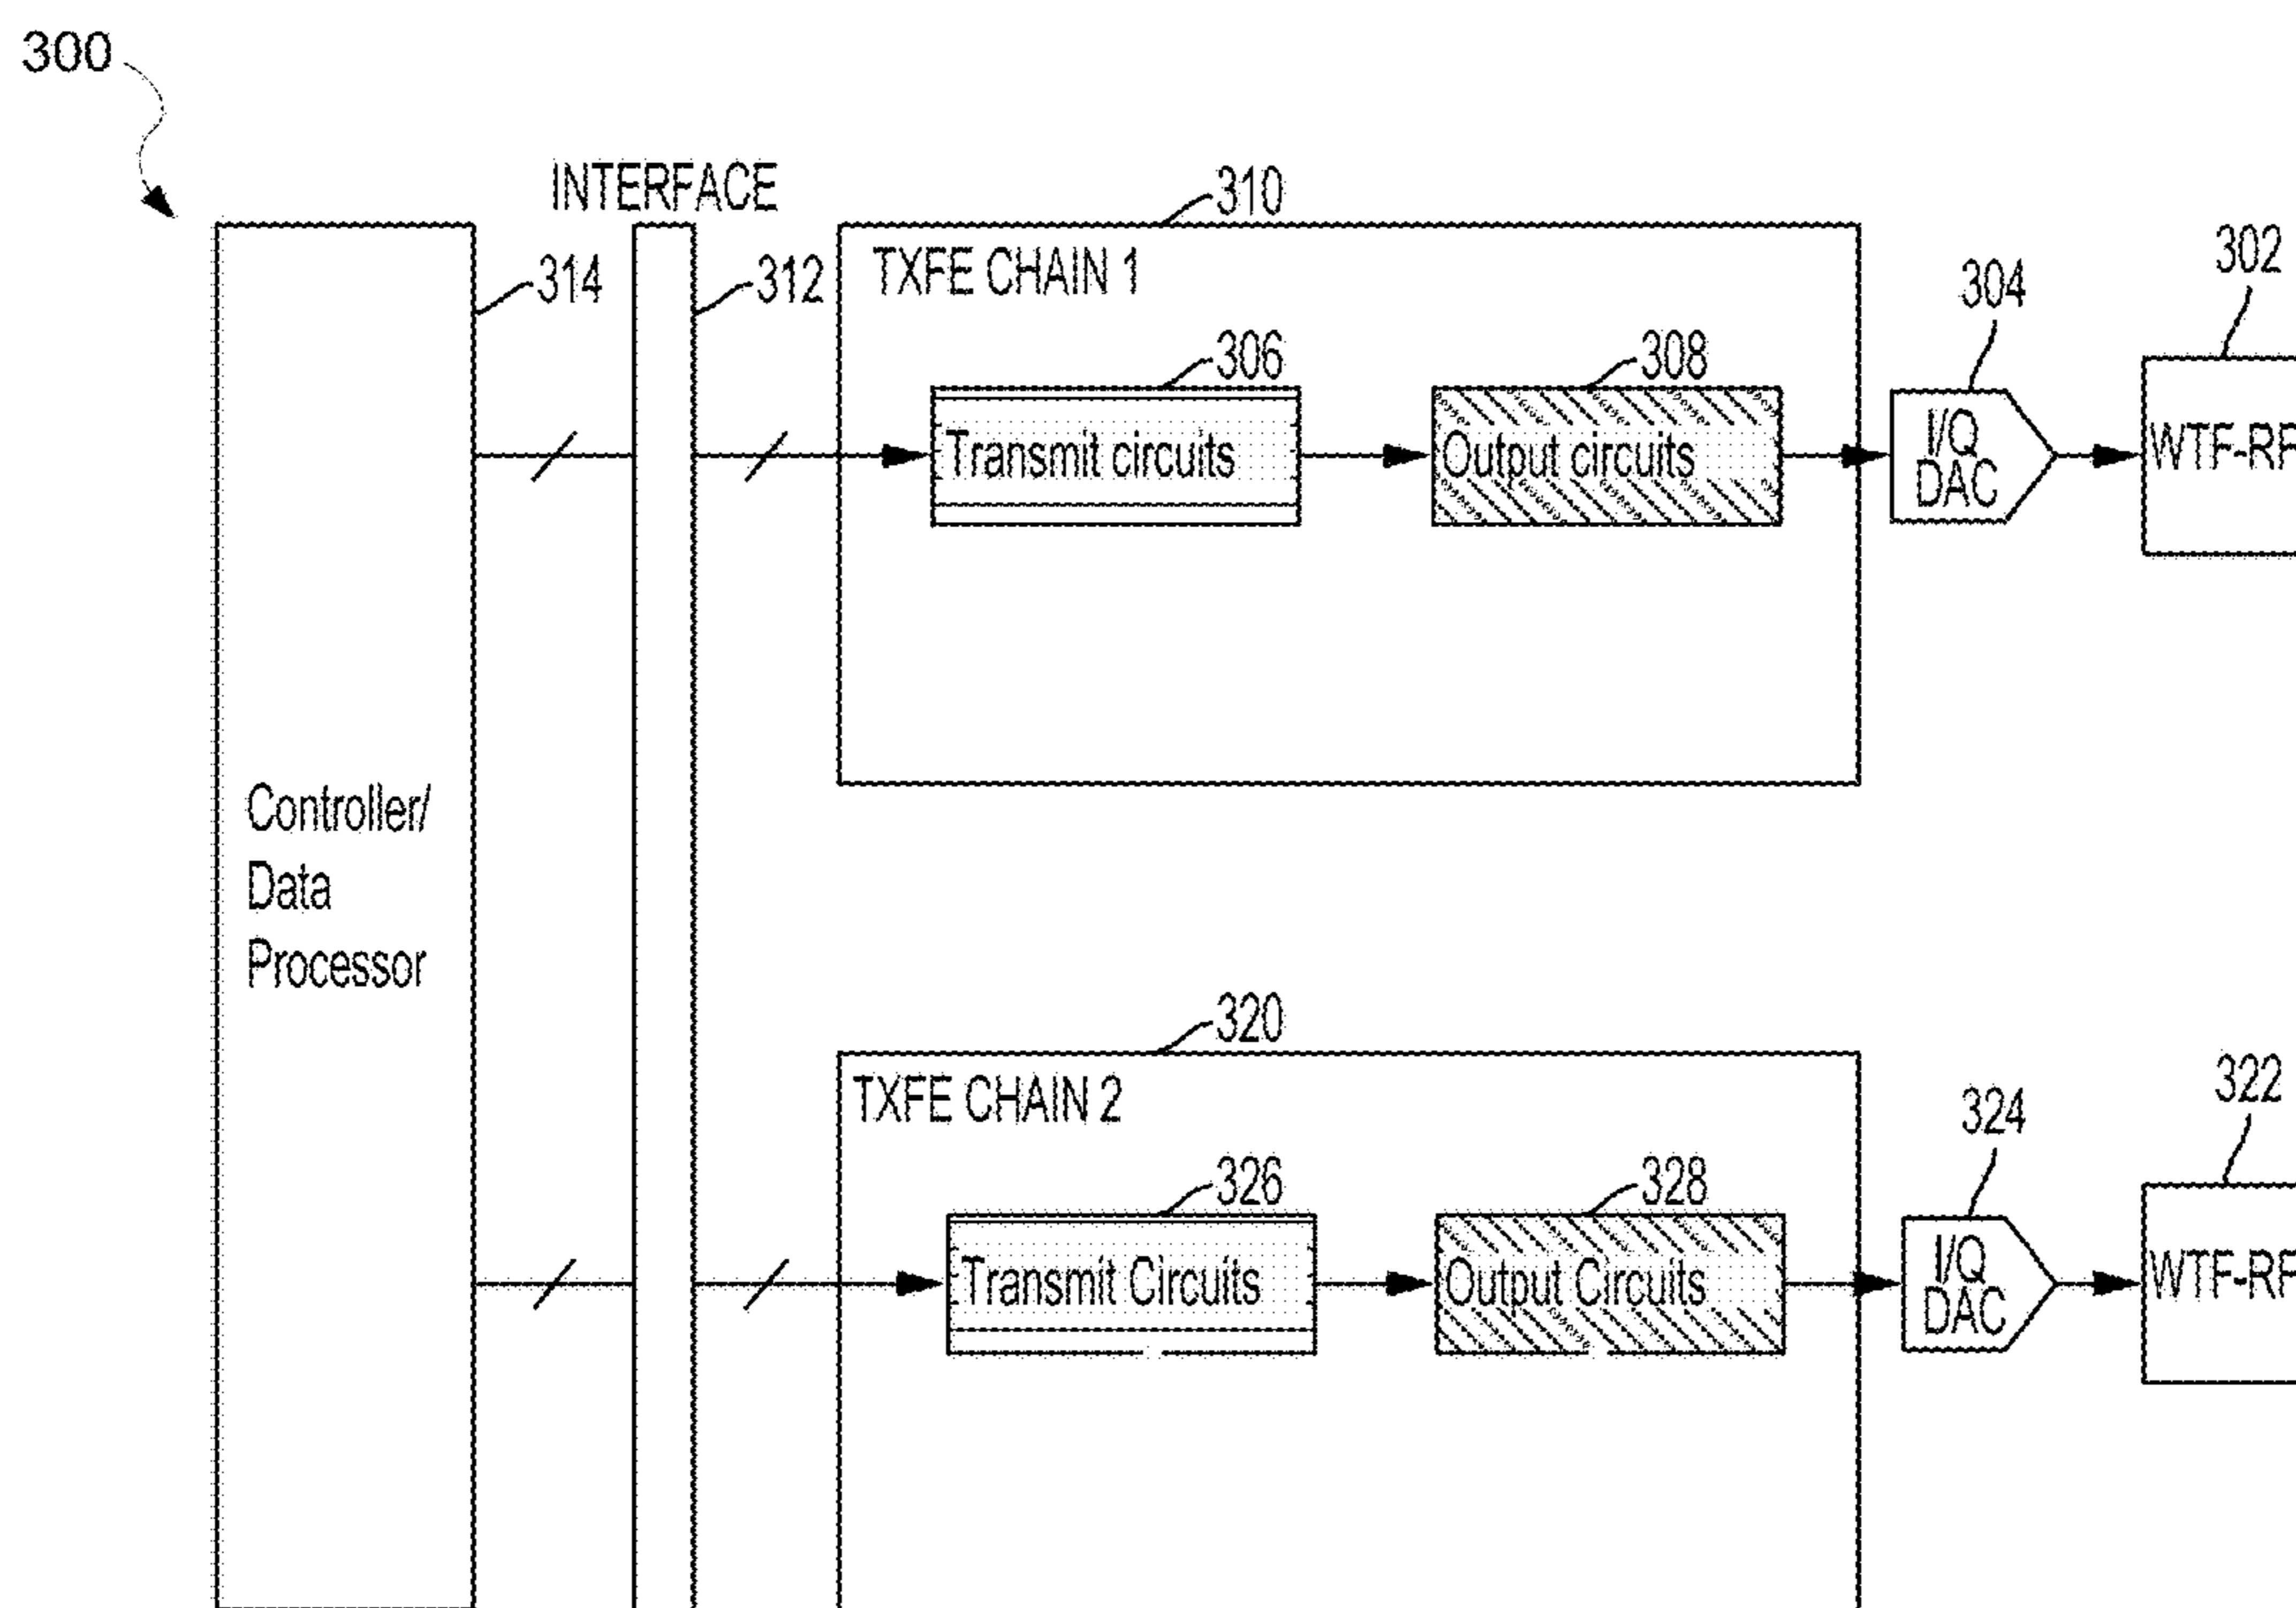 300
INTERFACE
310
314
312
TXFE CHAIN 1
302
304
306
308
Transmit circuits
Output circuits
I/Q
DAC
Controller/
Data
Processor
320
TXFE CHAIN 2
322
324
326
328
Transmit Circuits
Output Circuits
I/Q
DAC